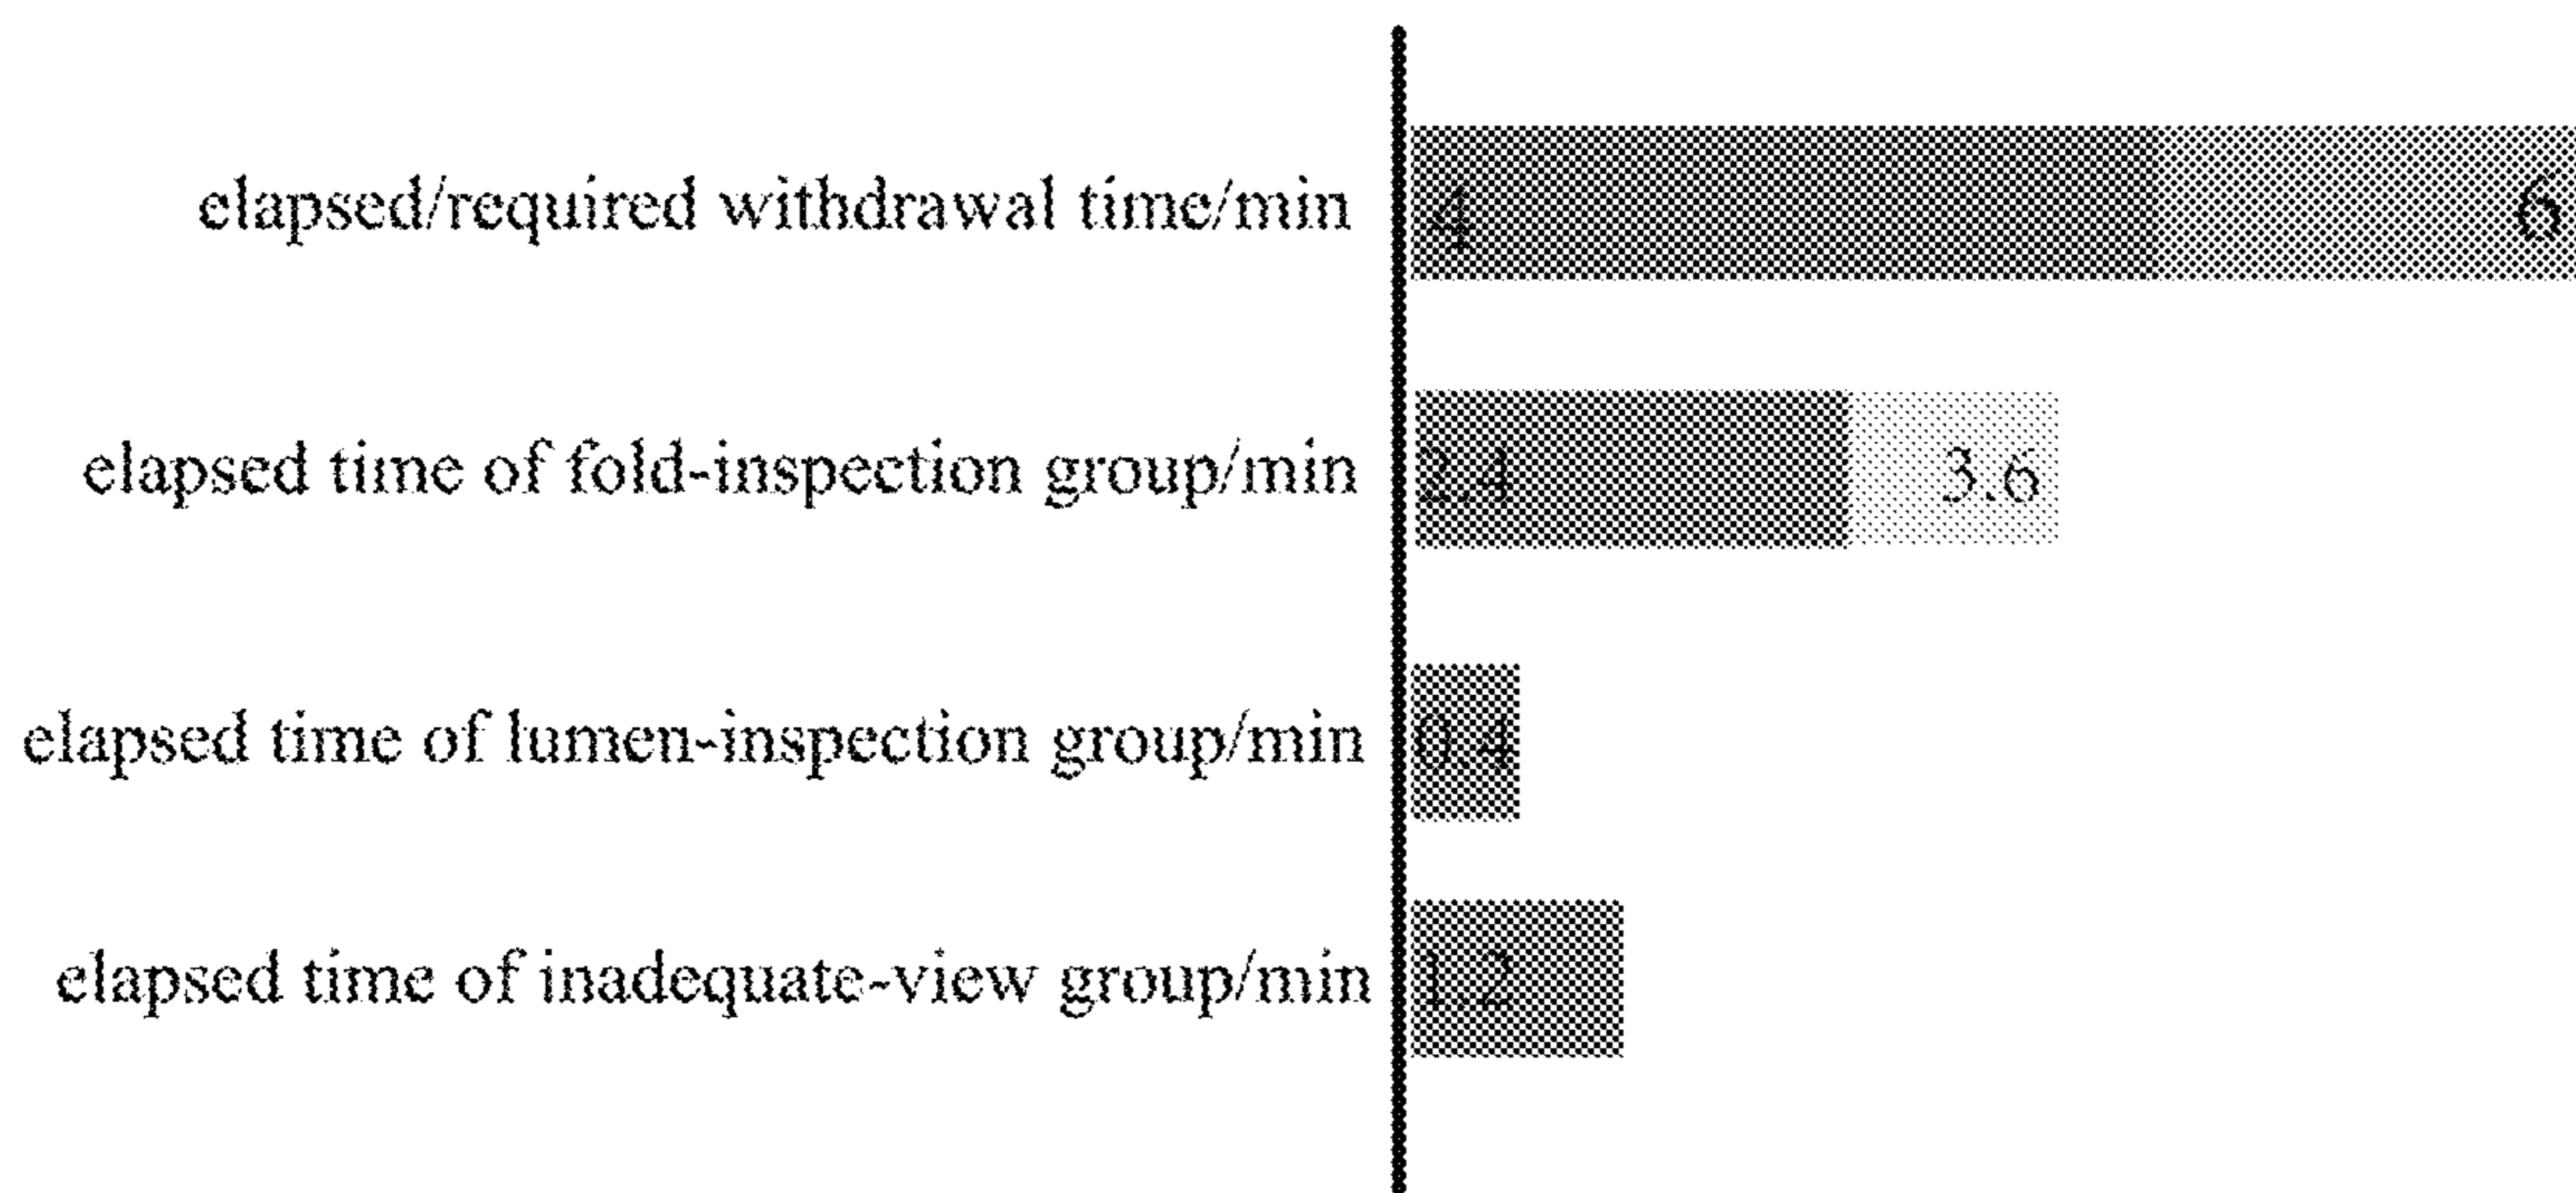 elapsed/required withdrawal time/min 4 6
elapsed time of fold-inspection group/min 2.4 3.6
elapsed time of lumen-inspection group/min 0.4
elapsed time of inadequate-view group/min 1.2